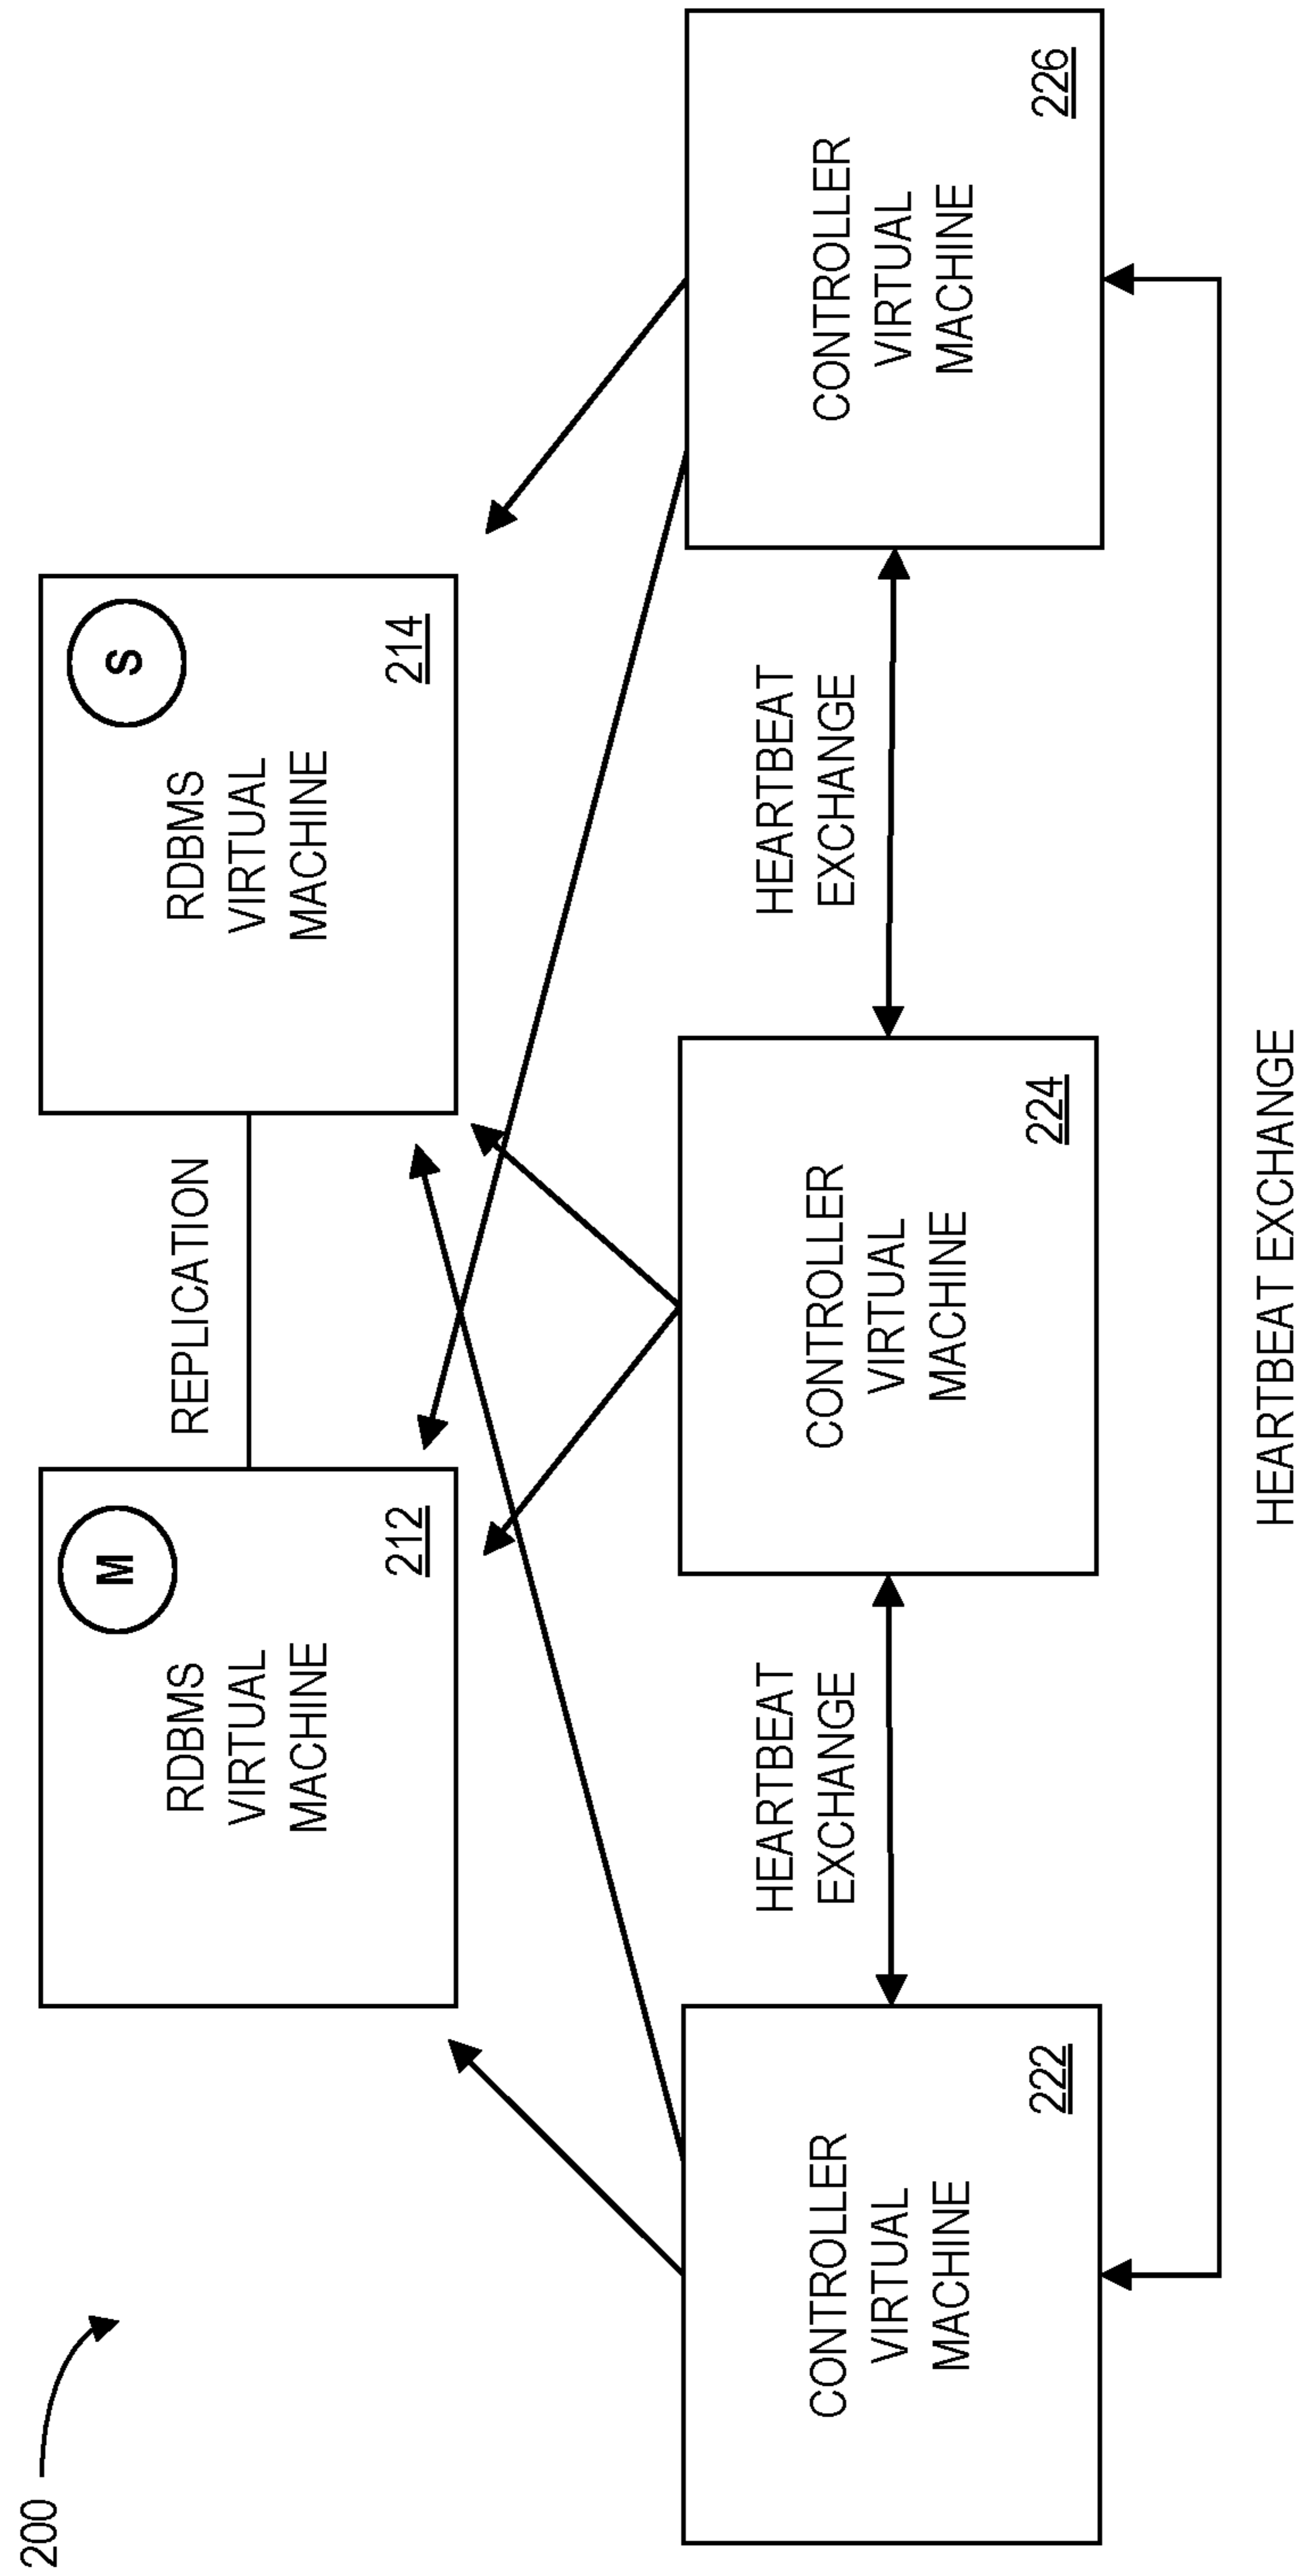 200
M
RDBMS
VIRTUAL
MACHINE
212
REPLICATION
S
RDBMS
VIRTUAL
MACHINE
214
HEARTBEAT
EXCHANGE
HEARTBEAT
EXCHANGE
CONTROLLER
VIRTUAL
MACHINE
222
CONTROLLER
VIRTUAL
MACHINE
224
CONTROLLER
VIRTUAL
MACHINE
226
HEARTBEAT EXCHANGE